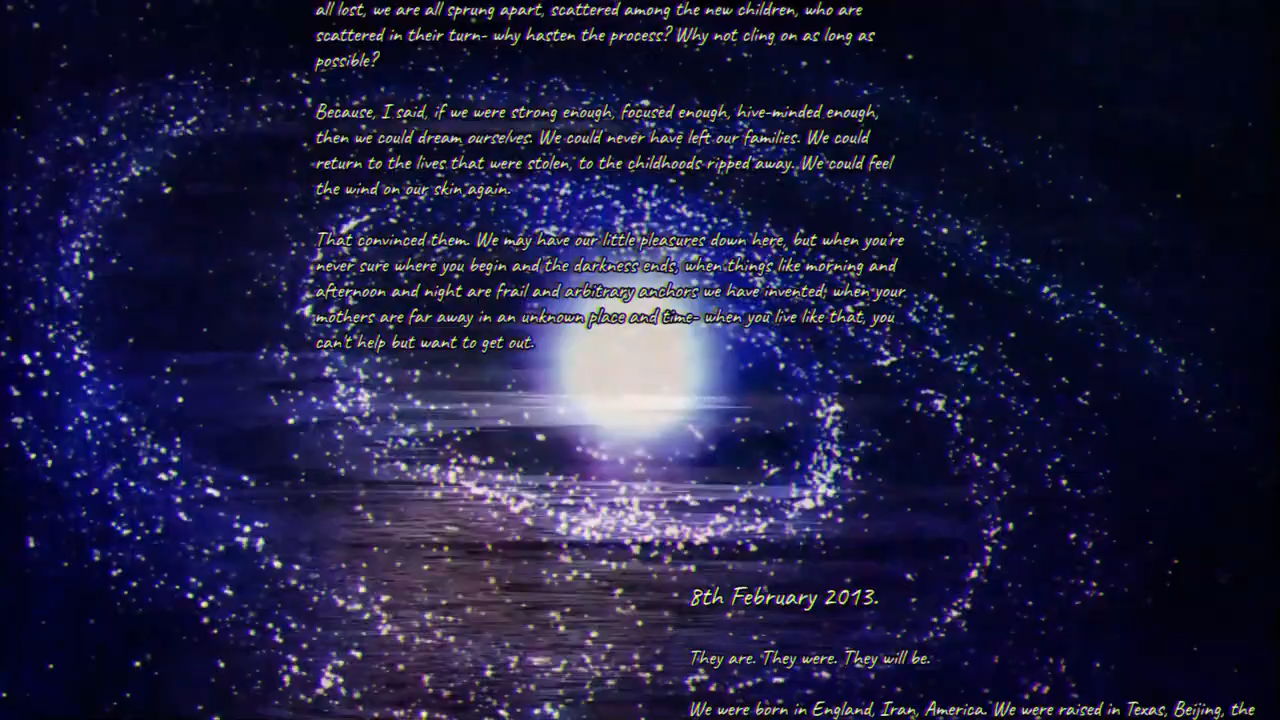 all lost, we are all sprung apart, scattered among the new children, who are
scattered in their turn- why hasten the process? Why not cling on as long as
possible?
Because, I said, if we were strong enough, focused enough, hive-minded enough,
then we could dream ourselves. We could never have left our families. We could
return to the lives that were stolen, to the childhoods ripped away. We could feel
the wind on our skin again.
That convinced them. We may have our little pleasures down here, but when you're
never sure where you begin and the darkness ends, when things like morning and
afternoon and night are frail and arbitrary anchors we have invented; when your
mothers are far away in an unknown place and time- when you live like that, you
can't help but want to get out.
8th February 2013.
They are. They were. They will be.
We were born in England, Iran, America. We were raised in Texas, Beijing, the